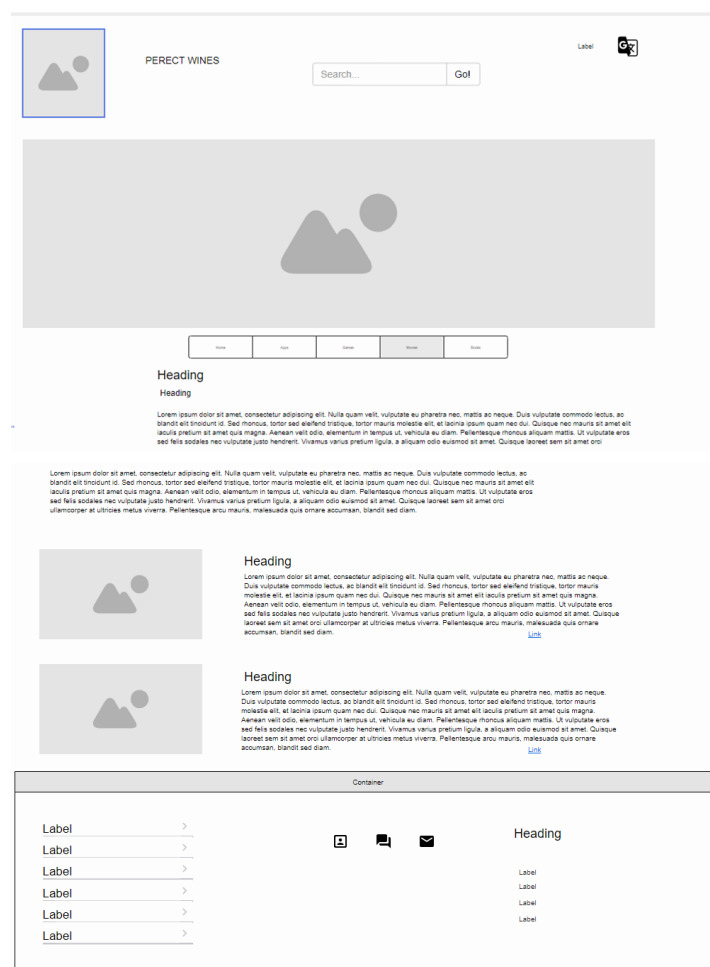 PERECT WINES
Search...
Go!
Label
Home
Apps
Games
Movies
Books
Heading
Heading
Lorem ipsum dolor sit amet, consectetur adipiscing elit. Nulla quam velit, vulputate eu pharetra nec, mattis ac neque. Duis vulputate commodo lectus, ac
blandit elit tincidunt id. Sed rhoncus, tortor sed eleifend tristique, tortor mauris molestie elit, et lacinia ipsum quam nec dui. Quisque nec mauris sit amet elit
iaculis pretium sit amet quis magna. Aenean velit odio, elementum in tempus ut, vehicula eu diam. Pellentesque rhoncus aliquam mattis. Ut vulputate eros
sed felis sodales nec vulputate justo hendrerit. Vivamus varius pretium ligula, a aliquam odio euismod sit amet. Quisque laoreet sem sit amet orci
Lorem ipsum dolor sit amet, consectetur adipiscing elit. Nulla quam velit, vulputate eu pharetra nec, mattis ac neque. Duis vulputate commodo lectus, ac
blandit elit tincidunt id. Sed rhoncus, tortor sed eleifend tristique, tortor mauris molestie elit, et lacinia ipsum quam nec dui. Quisque nec mauris sit amet elit
iaculis pretium sit amet quis magna. Aenean velit odio, elementum in tempus ut, vehicula eu diam. Pellentesque rhoncus aliquam mattis. Ut vulputate eros
sed felis sodales nec vulputate justo hendrerit. Vivamus varius pretium ligula, a aliquam odio euismod sit amet. Quisque laoreet sem sit amet orci
ullamcorper at ultricies metus viverra. Pellentesque arcu mauris, malesuada quis ornare accumsan, blandit sed diam.
Heading
Lorem ipsum dolor sit amet, consectetur adipiscing elit. Nulla quam velit, vulputate eu pharetra nec, mattis ac neque.
Duis vulputate commodo lectus, ac blandit elit tincidunt id. Sed rhoncus, tortor sed eleifend tristique, tortor mauris
molestie elit, et lacinia ipsum quam nec dui. Quisque nec mauris sit amet elit iaculis pretium sit amet quis magna.
Aenean velit odio, elementum in tempus ut, vehicula eu diam. Pellentesque rhoncus aliquam mattis. Ut vulputate eros
sed felis sodales nec vulputate justo hendrerit. Vivamus varius pretium ligula, a aliquam odio euismod sit amet. Quisque
laoreet sem sit amet orci ullamcorper at ultricies metus viverra. Pellentesque arcu mauris, malesuada quis ornare
accumsan, blandit sed diam.
Link
Heading
Lorem ipsum dolor sit amet, consectetur adipiscing elit. Nulla quam velit, vulputate eu pharetra nec, mattis ac neque.
Duis vulputate commodo lectus, ac blandit elit tincidunt id. Sed rhoncus, tortor sed eleifend tristique, tortor mauris
molestie elit, et lacinia ipsum quam nec dui. Quisque nec mauris sit amet elit iaculis pretium sit amet quis magna.
Aenean velit odio, elementum in tempus ut, vehicula eu diam. Pellentesque rhoncus aliquam mattis. Ut vulputate eros
sed felis sodales nec vulputate justo hendrerit. Vivamus varius pretium ligula, a aliquam odio euismod sit amet. Quisque
laoreet sem sit amet orci ullamcorper at ultricies metus viverra. Pellentesque arcu mauris, malesuada quis ornare
accumsan, blandit sed diam.
Link
Container
Label
Label
Label
Label
Label
Label
Heading
Label
Label
Label
Label